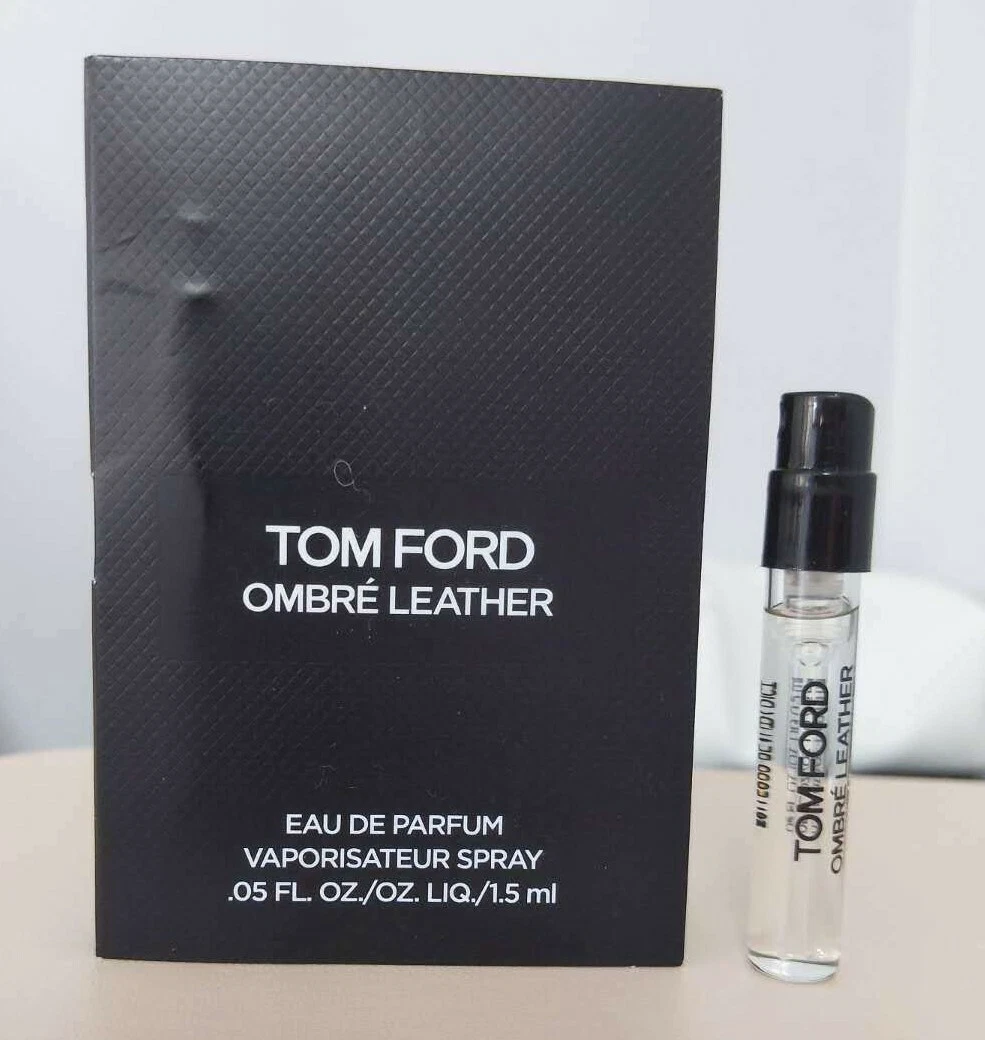 TOM FORD
OMBRÉ LEATHER
EAU DE PARFUM
VAPORISATEUR SPRAY
.05 FL. OZ./OZ. LIQ./1.5 ml
TOM FORD
OMBRÉ LEATHER